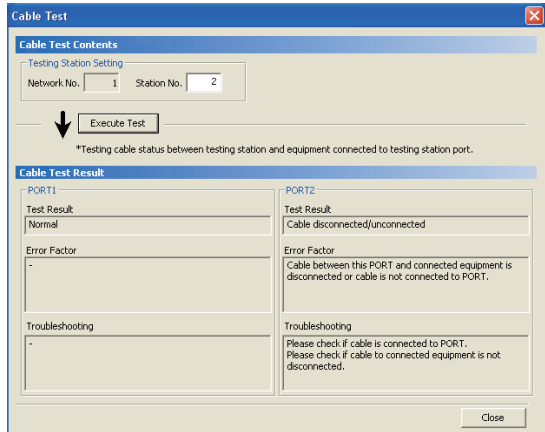 Cable Test
Cable Test Contents
Testing Station Setting
Network No. 1 Station No. 2
Execute Test
*Testing cable status between testing station and equipment connected to testing station port.
Cable Test Result
PORT1
Test Result
Normal
Error Factor
-
Troubleshooting
-
PORT2
Test Result
Cable disconnected/unconnected
Error Factor
Cable between this PORT and connected equipment is
disconnected or cable is not connected to PORT.
Troubleshooting
Please check if cable is connected to PORT.
Please check if cable to connected equipment is not
disconnected.
Close